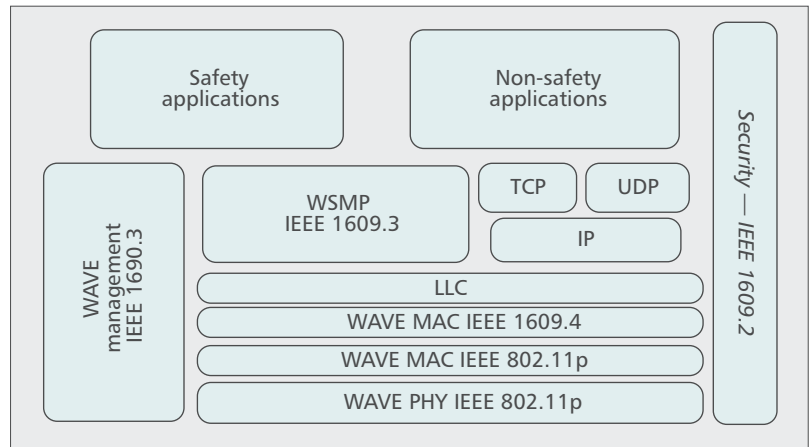 Safety
applications
Non-safety
applications
Security — IEEE 1609.2
WAVE
management
IEEE 1690.3
WSMP
IEEE 1609.3
TCP
UDP
IP
LLC
WAVE MAC IEEE 1609.4
WAVE MAC IEEE 802.11p
WAVE PHY IEEE 802.11p